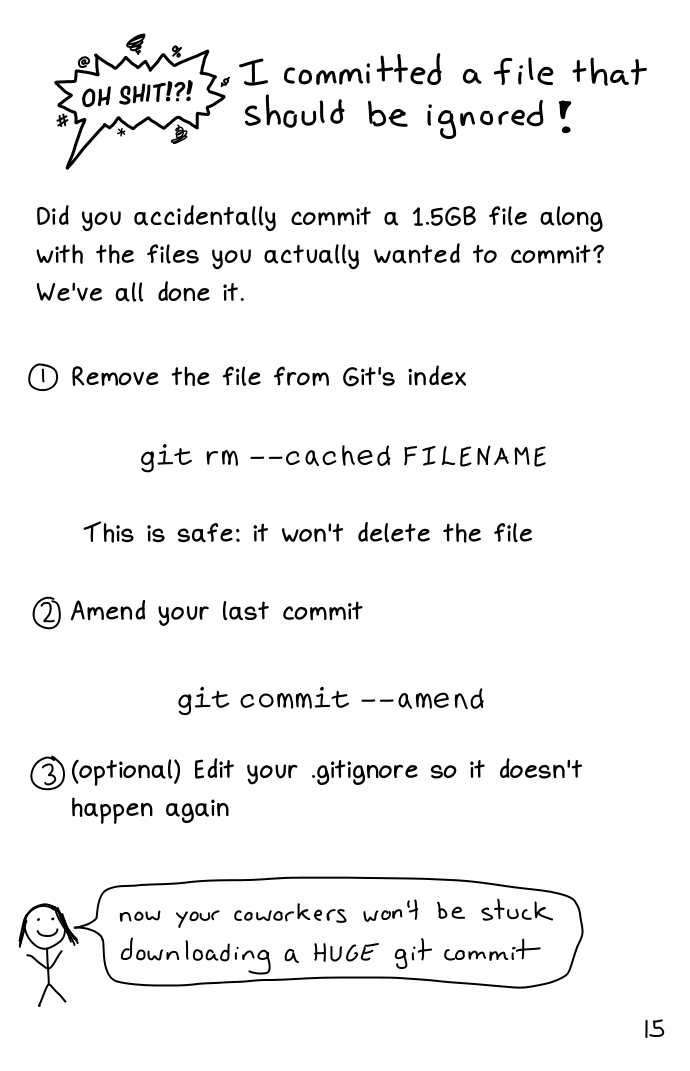 OH SHIT!?!
I committed a file that
should be ignored!
Did you accidentally commit a 1.5GB file along
with the files you actually wanted to commit?
We've all done it.
① Remove the file from Git's index
git rm --cached FILENAME
This is safe: it won't delete the file
② Amend your last commit
git commit --amend
③ (optional) Edit your .gitignore so it doesn't
happen again
now your coworkers won't be stuck
downloading a HUGE git commit
15